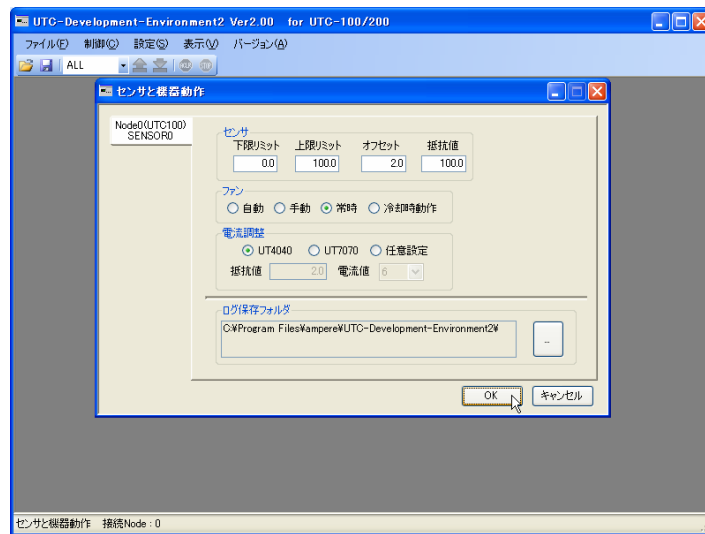 UTC-Development-Environment2 Ver2.00 for UTC-100/200
ファイル(F) 制御(C) 設定(S) 表示(V) バージョン(A)
ALL
センサと機器動作
Node0(UTC100)
SENSOR0
センサ
下限リミット 上限リミット オフセット 抵抗値
0.0 100.0 2.0 100.0
ファン
自動 手動 常時 冷却時動作
電流調整
UT4040 UT7070 任意設定
抵抗値 2.0 電流値 6
ログ保存フォルダ
C:¥Program Files¥ampere¥UTC-Development-Environment2¥
...
OK キャンセル
センサと機器動作 接続Node : 0